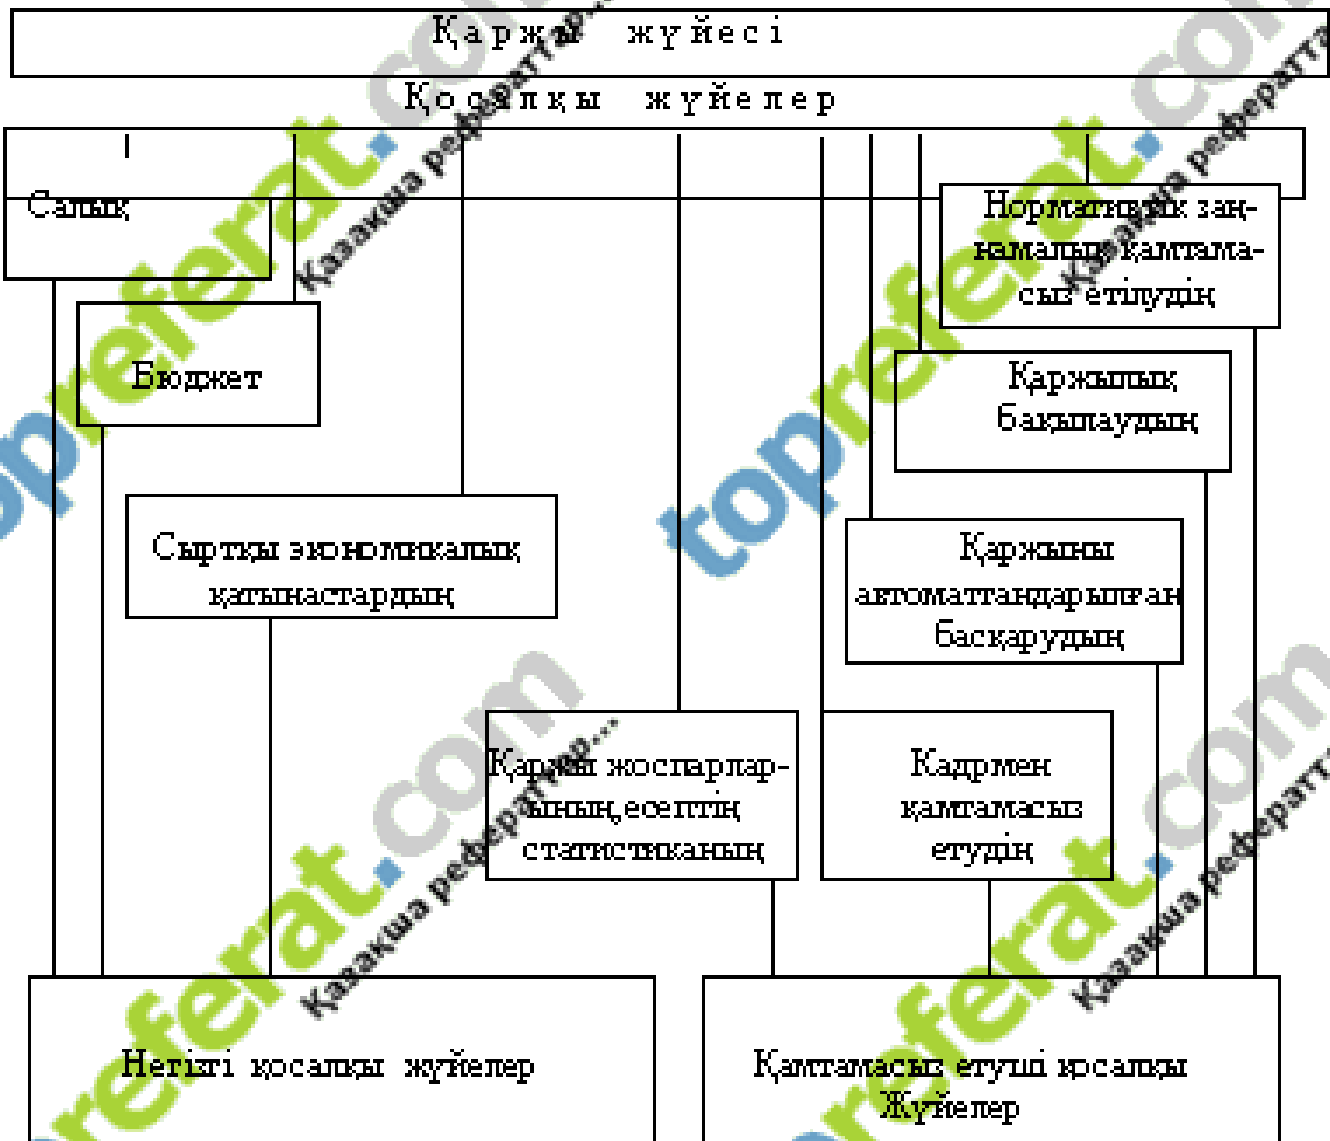 Қаржы жүйесі
Қосалқы жүйелер
Салық
Нормативтік заң-
намалық қамтама-
сыз етілудің
Бюджет
Қаржылық
бақылаудың
Сыртқы экономикалық
қатынастардың
Қаржыны
автоматтандарылған
басқарудың
Қаржы жоспарлар-
ының,есептің
статистиканың
Кадрмен
қамтамасыз
етудің
Негізгі қосалқы жүйелер
Қамтамасыз етуші қосалқы
Жүйелер
topreferat.com
Қазақша рефераттар...